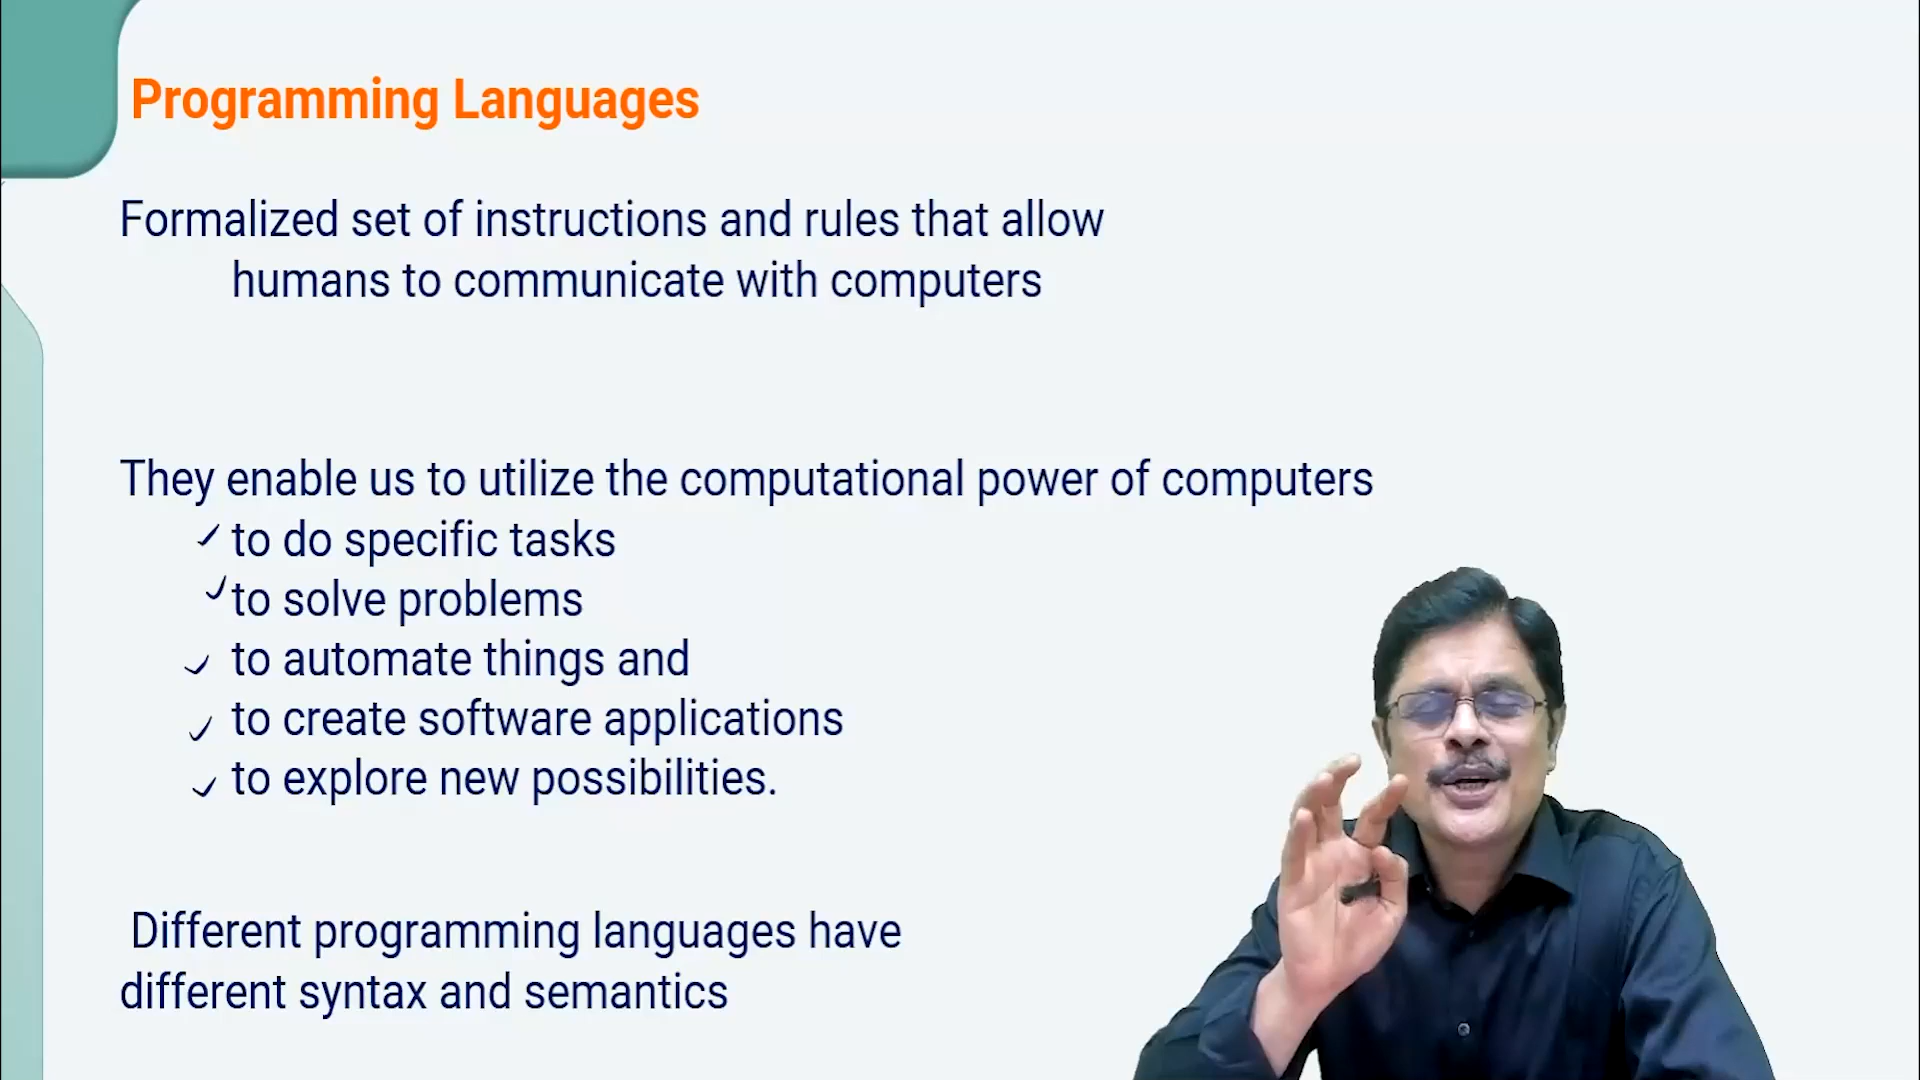 Programming Languages
Formalized set of instructions and rules that allow
humans to communicate with computers
They enable us to utilize the computational power of computers
to do specific tasks
to solve problems
to automate things and
to create software applications
to explore new possibilities.
Different programming languages have
different syntax and semantics